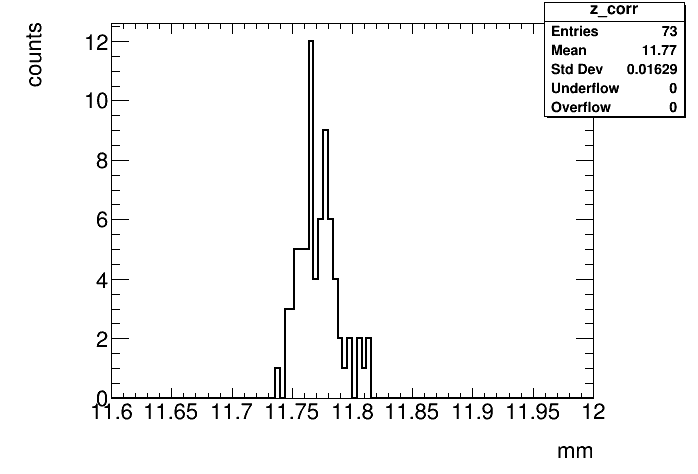 z_corr
Entries 73
Mean 11.77
Std Dev 0.01629
Underflow 0
Overflow 0
counts
12
10
8
6
4
2
0
11.6 11.65 11.7 11.75 11.8 11.85 11.9 11.95 12
mm